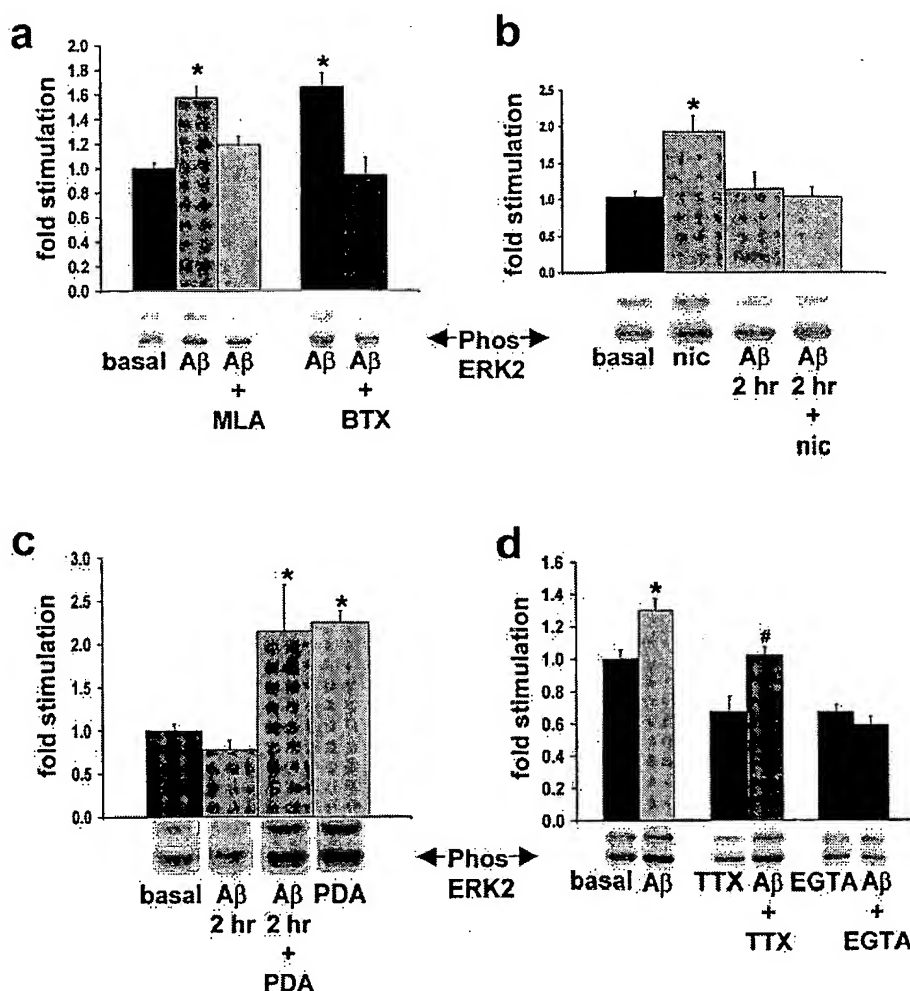 a
fold stimulation
2.0
1.8
1.6
1.4
1.2
1.0
0.8
0.6
0.4
0.2
0.0
*
*
basal Aβ Aβ + MLA Aβ Aβ + BTX
Phos ERK2
b
fold stimulation
2.5
2.0
1.5
1.0
0.5
0.0
*
basal nic Aβ 2 hr Aβ 2 hr + nic
c
fold stimulation
3.0
2.5
2.0
1.5
1.0
0.5
0.0
*
*
basal Aβ 2 hr Aβ 2 hr + PDA PDA
Phos ERK2
d
fold stimulation
1.6
1.4
1.2
1.0
0.8
0.6
0.4
0.2
0.0
*
#
basal Aβ TTX Aβ + TTX EGTA Aβ + EGTA